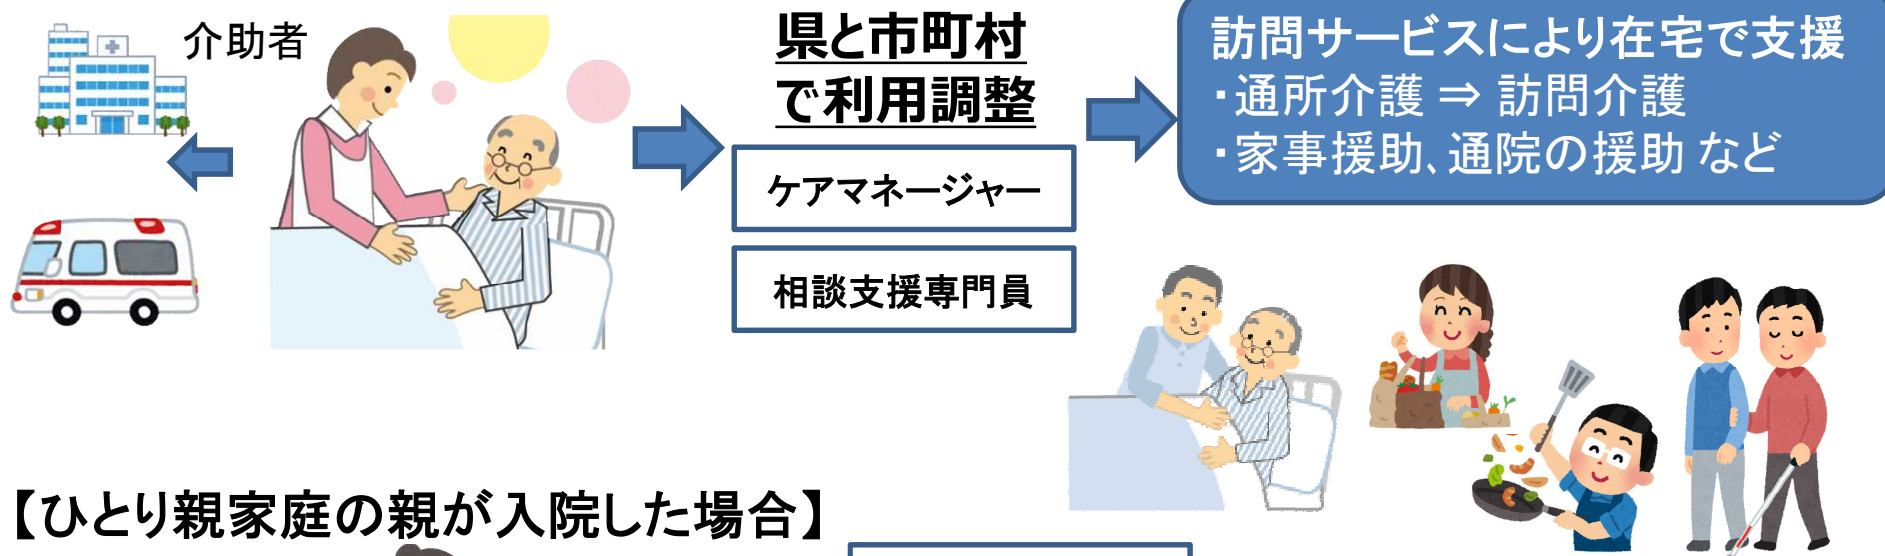 介助者
県と市町村
で利用調整
ケアマネージャー
相談支援専門員
訪問サービスにより在宅で支援
・通所介護 ⇒ 訪問介護
・家事援助、通院の援助 など
【ひとり親家庭の親が入院した場合】